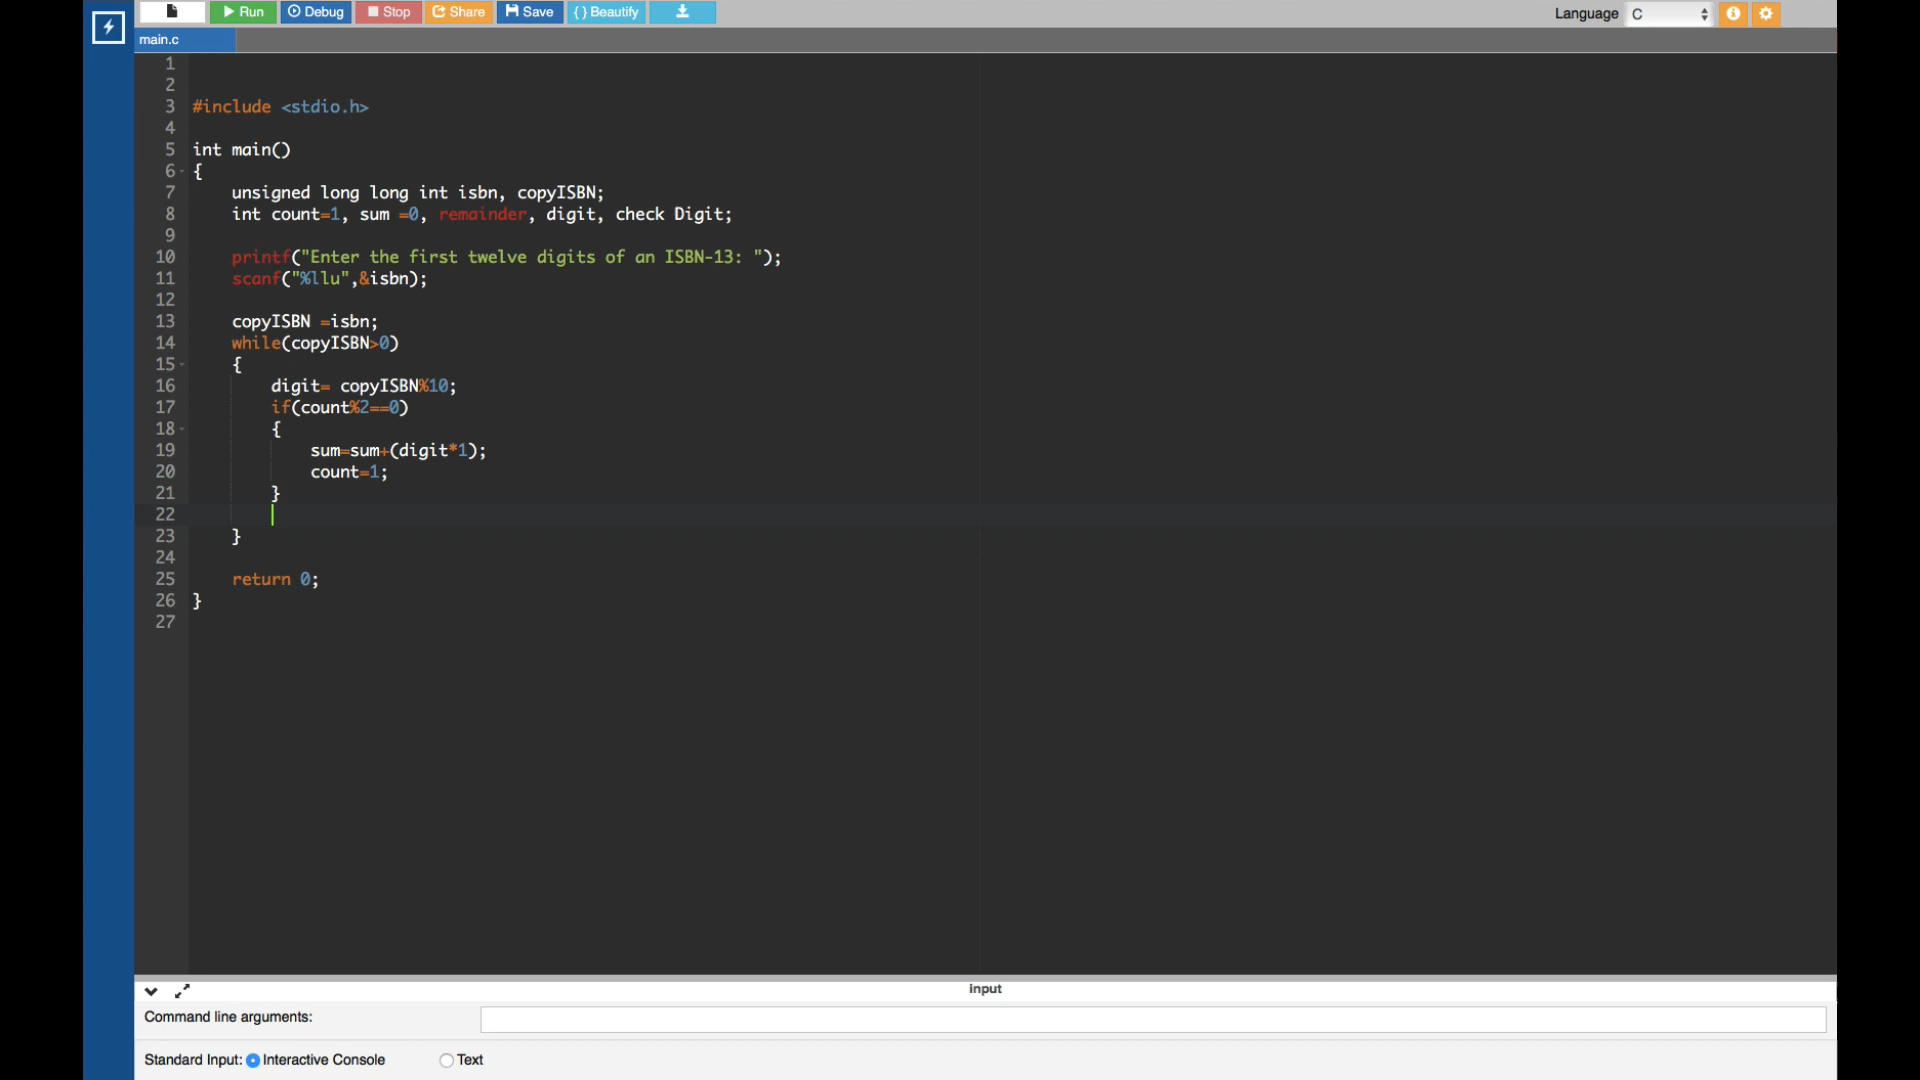 Run Debug Stop Share Save {} Beautify
Language C
main.c
1
2
3 #include <stdio.h>
4
5 int main()
6 {
7 unsigned long long int isbn, copyISBN;
8 int count=1, sum =0, remainder, digit, check Digit;
9
10 printf("Enter the first twelve digits of an ISBN-13: ");
11 scanf("%llu",&isbn);
12
13 copyISBN =isbn;
14 while(copyISBN>0)
15 {
16 digit= copyISBN%10;
17 if(count%2==0)
18 {
19 sum=sum+(digit*1);
20 count=1;
21 }
22
23 }
24
25 return 0;
26 }
27
input
Command line arguments:
Standard Input: Interactive Console Text